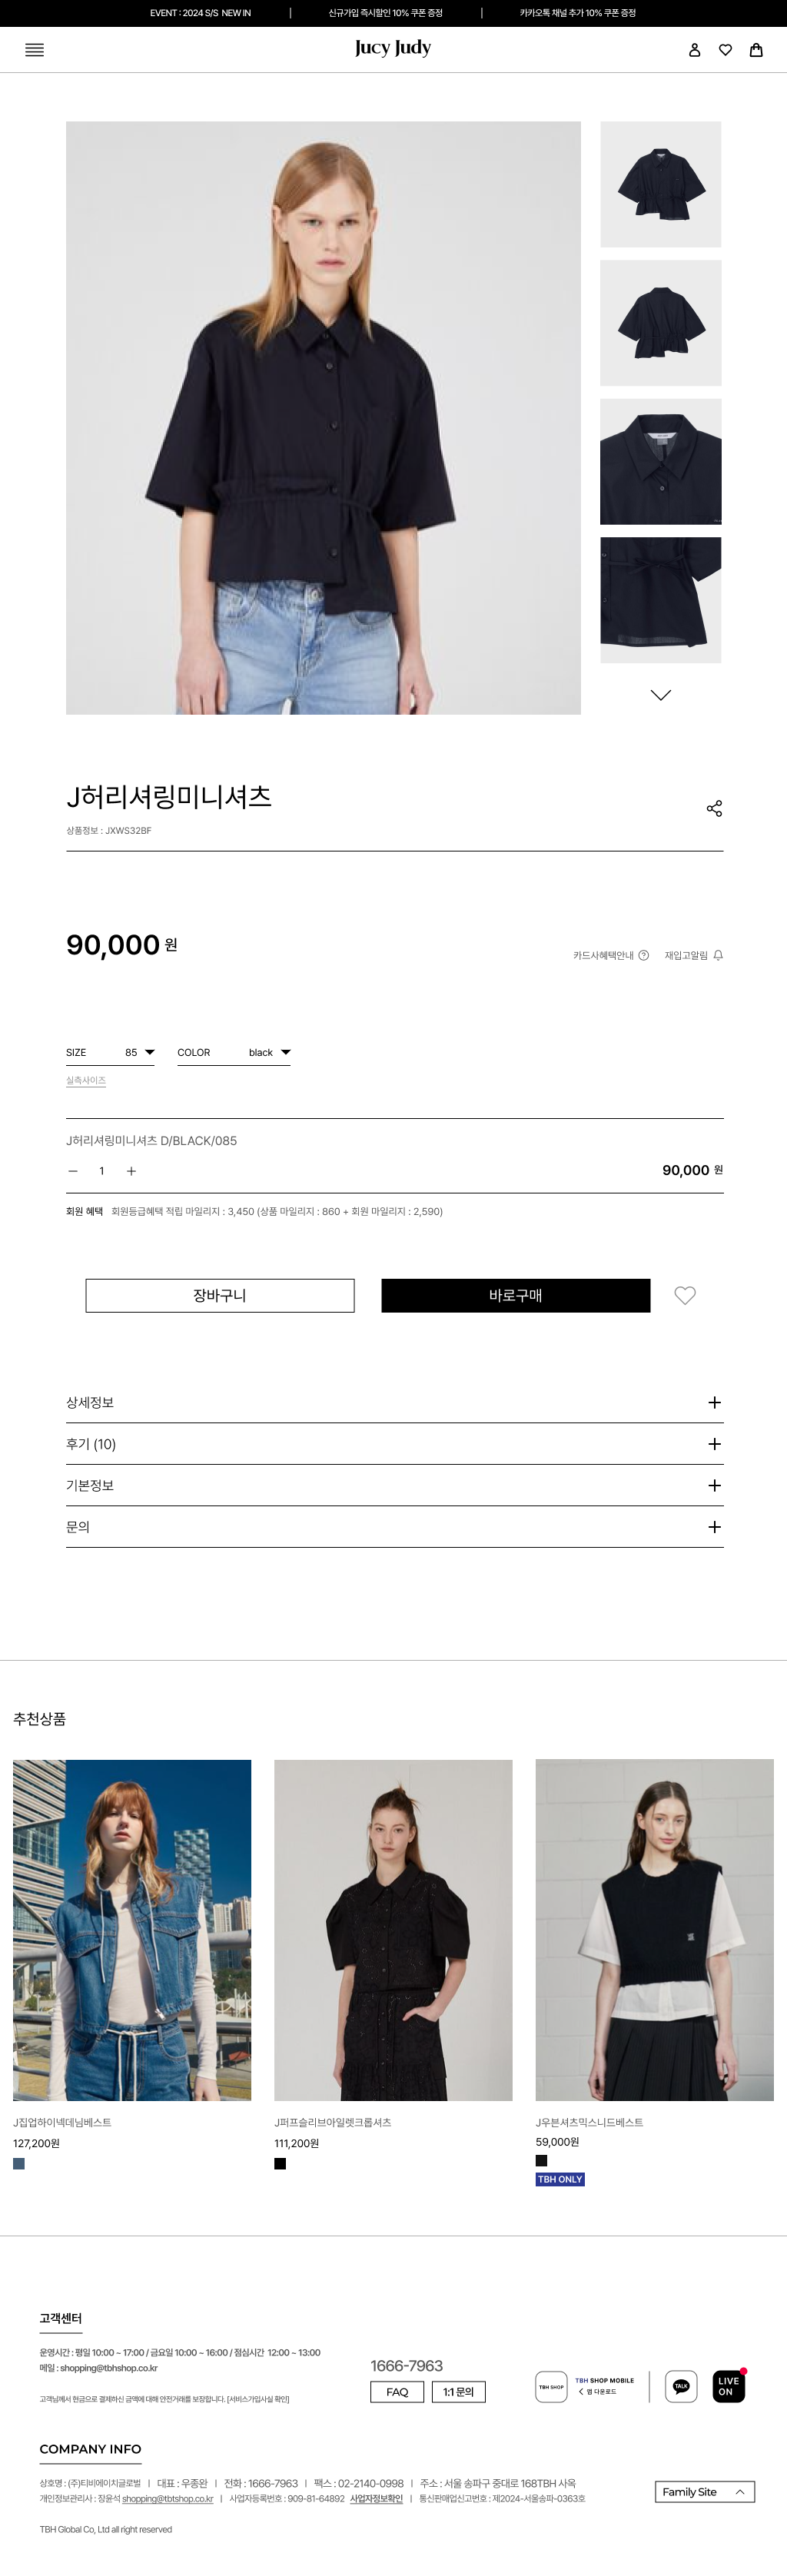 EVENT : 2024 S/S NEW IN | 신규가입 즉시할인 10% 쿠폰 증정 | 카카오톡 채널 추가 10% 쿠폰 증정
Jucy Judy
J허리셔링미니셔츠
상품정보 : JXWS32BF
90,000 원
카드사혜택안내 ? 재입고알림
SIZE 85 COLOR black
실측사이즈
J허리셔링미니셔츠 D/BLACK/085
1 90,000 원
회원 혜택 회원등급혜택 적립 마일리지 : 3,450 (상품 마일리지 : 860 + 회원 마일리지 : 2,590)
장바구니 바로구매
상세정보
후기 (10)
기본정보
문의
추천상품
J집업하이넥데님베스트
127,200원
J퍼프슬리브아일렛크롭셔츠
111,200원
J우븐셔츠믹스니드베스트
59,000원
TBH ONLY
고객센터
운영시간 : 평일 10:00 ~ 17:00 / 금요일 10:00 ~ 16:00 / 점심시간 12:00 ~ 13:00
메일 : shopping@tbhshop.co.kr
고객님께서 현금으로 결제하신 금액에 대해 안전거래를 보장합니다. [서비스가입사실 확인]
1666-7963
FAQ 1:1 문의
TBH SHOP
TBH SHOP MOBILE
앱 다운로드
TALK
LIVE ON
COMPANY INFO
상호명 : (주)티비에이치글로벌 | 대표 : 우종완 | 전화 : 1666-7963 | 팩스 : 02-2140-0998 | 주소 : 서울 송파구 중대로 168TBH 사옥
개인정보관리사 : 장윤석 shopping@tbtshop.co.kr | 사업자등록번호 : 909-81-64892 사업자정보확인 | 통신판매업신고번호 : 제2024-서울송파-0363호
Family Site
TBH Global Co, Ltd all right reserved